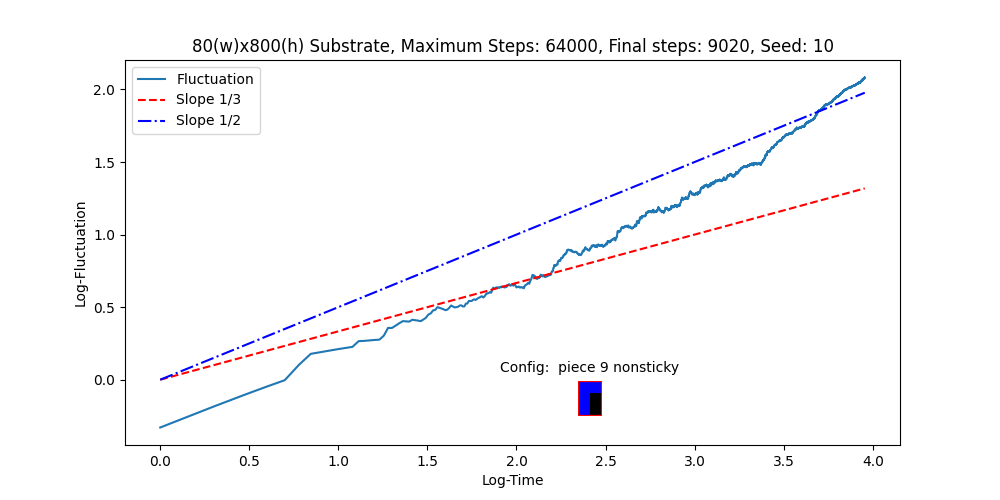 80(w)x800(h) Substrate, Maximum Steps: 64000, Final steps: 9020, Seed: 10
Fluctuation
Slope 1/3
Slope 1/2
Log-Fluctuation
2.0
1.5
1.0
0.5
0.0
Config:  piece 9 nonsticky
0.0 0.5 1.0 1.5 2.0 2.5 3.0 3.5 4.0
Log-Time